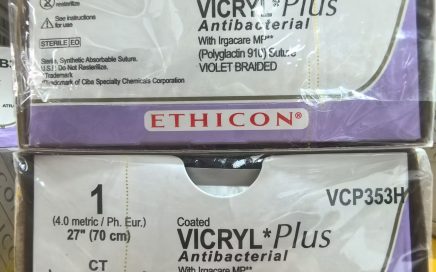 resterilize
VICRYL*Plus
Antibacterial
See instructions
for use
With Irgacare MP**
(Polyglactin 910) Suture
STERILE EO
VIOLET BRAIDED
Sterile, Synthetic Absorbable Suture.
U.S.P. Do Not Resterilize.
Trademark
Trademark of Ciba Specialty Chemicals Corporation
ETHICON®
1
VCP353H
(4.0 metric / Ph. Eur.)
Coated
27" (70 cm)
VICRYL*Plus
Antibacterial
CT
With Irgacare MP**